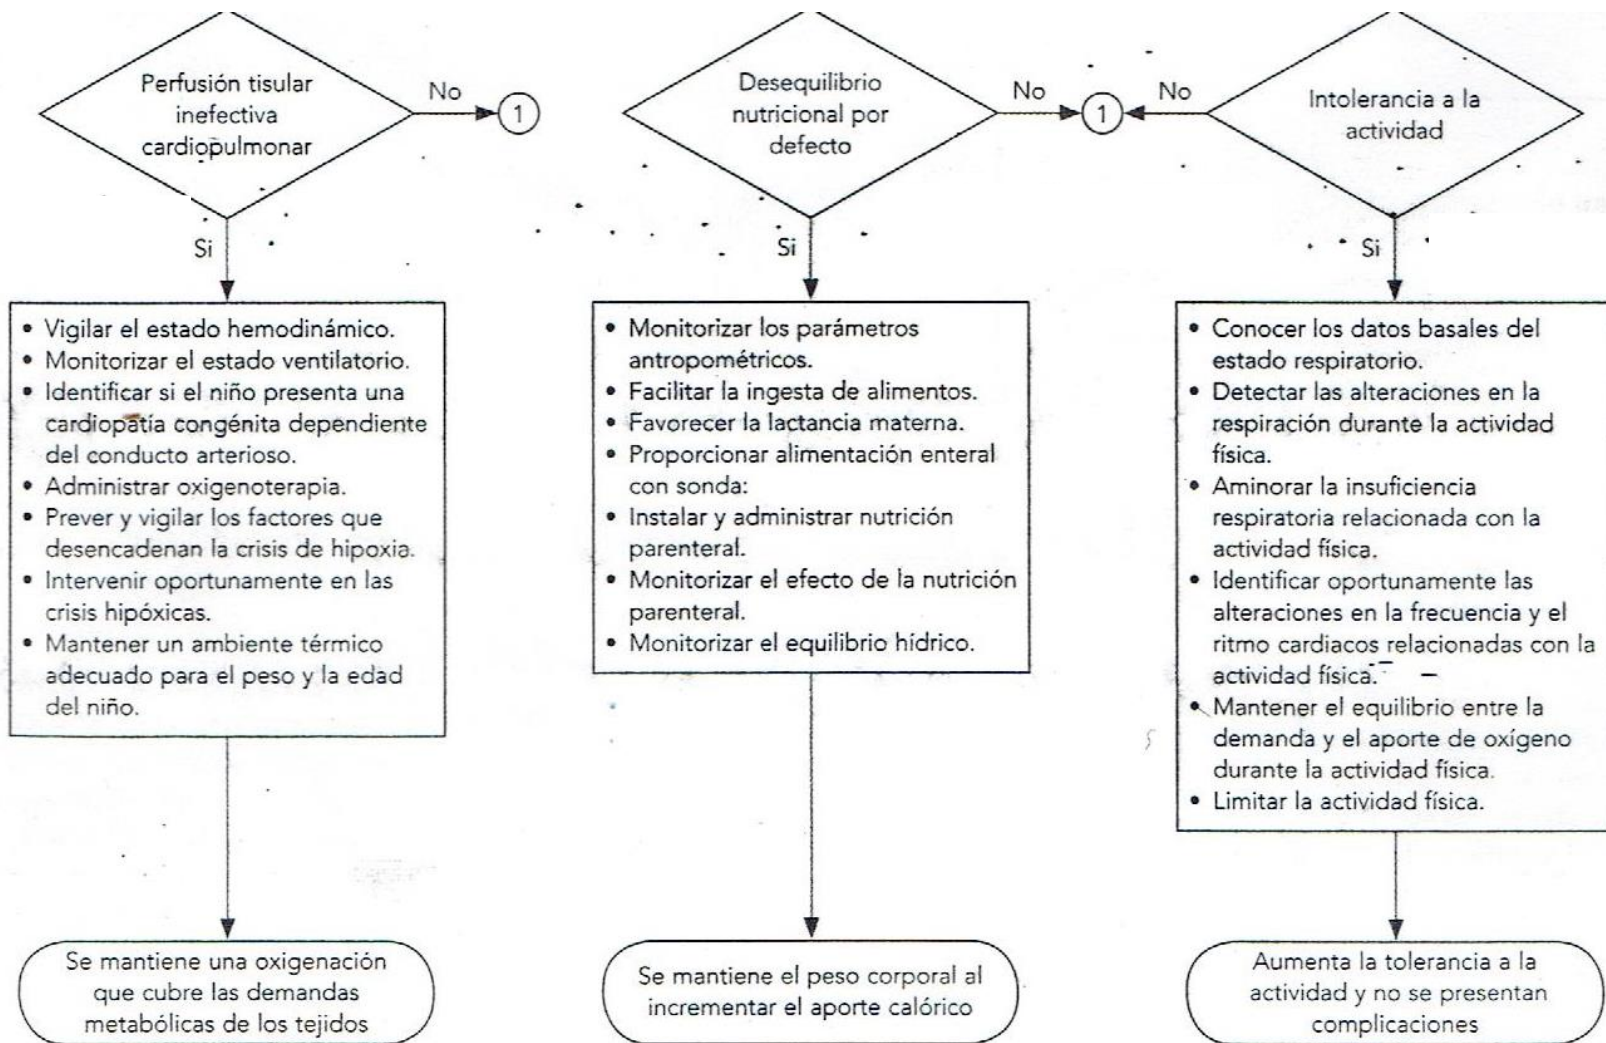 Perfusión tisular
inefectiva
cardiopulmonar
No
1
Si
• Vigilar el estado hemodinámico.
• Monitorizar el estado ventilatorio.
• Identificar si el niño presenta una
cardiopatía congénita dependiente
del conducto arterioso.
• Administrar oxigenoterapia.
• Prever y vigilar los factores que
desencadenan la crisis de hipoxia.
• Intervenir oportunamente en las
crisis hipóxicas.
• Mantener un ambiente térmico
adecuado para el peso y la edad
del niño.
Se mantiene una oxigenación
que cubre las demandas
metabólicas de los tejidos
Desequilibrio
nutricional por
defecto
No
1
Si
• Monitorizar los parámetros
antropométricos.
• Facilitar la ingesta de alimentos.
• Favorecer la lactancia materna.
• Proporcionar alimentación enteral
con sonda:
• Instalar y administrar nutrición
parenteral.
• Monitorizar el efecto de la nutrición
parenteral.
• Monitorizar el equilibrio hídrico.
Se mantiene el peso corporal al
incrementar el aporte calórico
No
Intolerancia a la
actividad
Si
• Conocer los datos basales del
estado respiratorio.
• Detectar las alteraciones en la
respiración durante la actividad
física.
• Aminorar la insuficiencia
respiratoria relacionada con la
actividad física.
• Identificar oportunamente las
alteraciones en la frecuencia y el
ritmo cardiacos relacionadas con la
actividad física.
• Mantener el equilibrio entre la
demanda y el aporte de oxígeno
durante la actividad física.
• Limitar la actividad física.
Aumenta la tolerancia a la
actividad y no se presentan
complicaciones